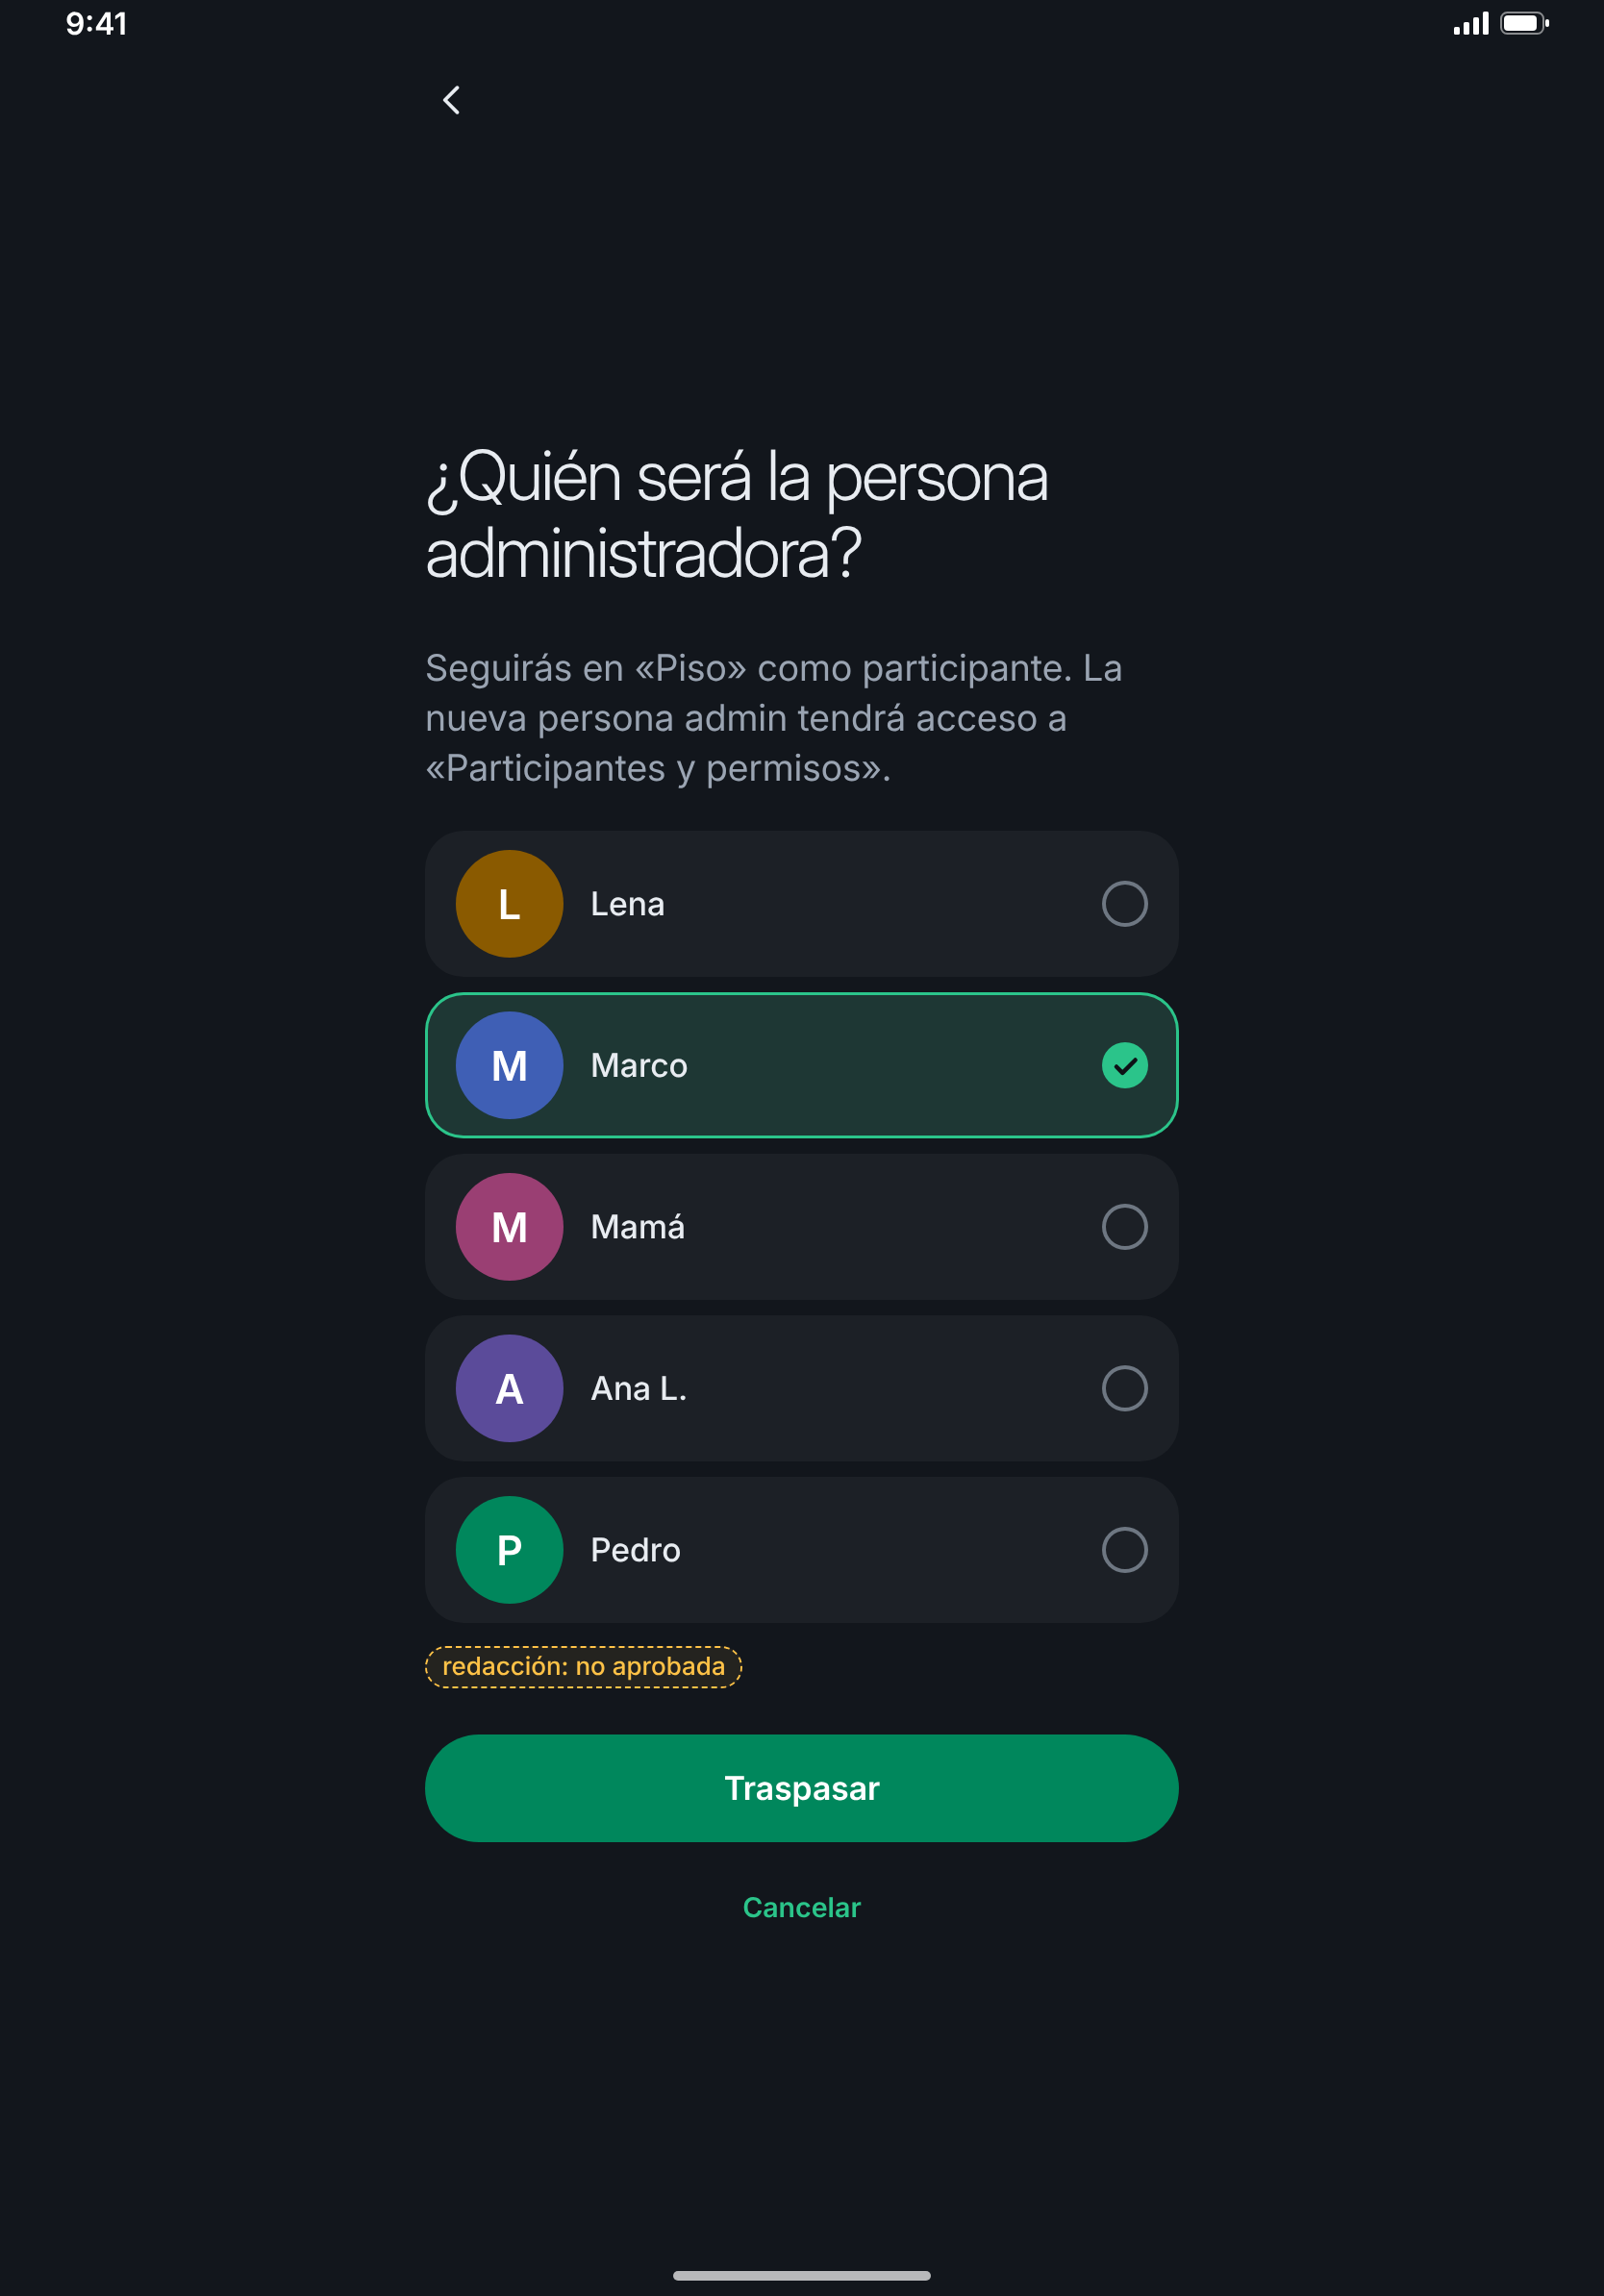 9:41
¿Quién será la persona
administradora?
Seguirás en «Piso» como participante. La
nueva persona admin tendrá acceso a
«Participantes y permisos».
L Lena
M Marco
M Mamá
A Ana L.
P Pedro
redacción: no aprobada
Traspasar
Cancelar